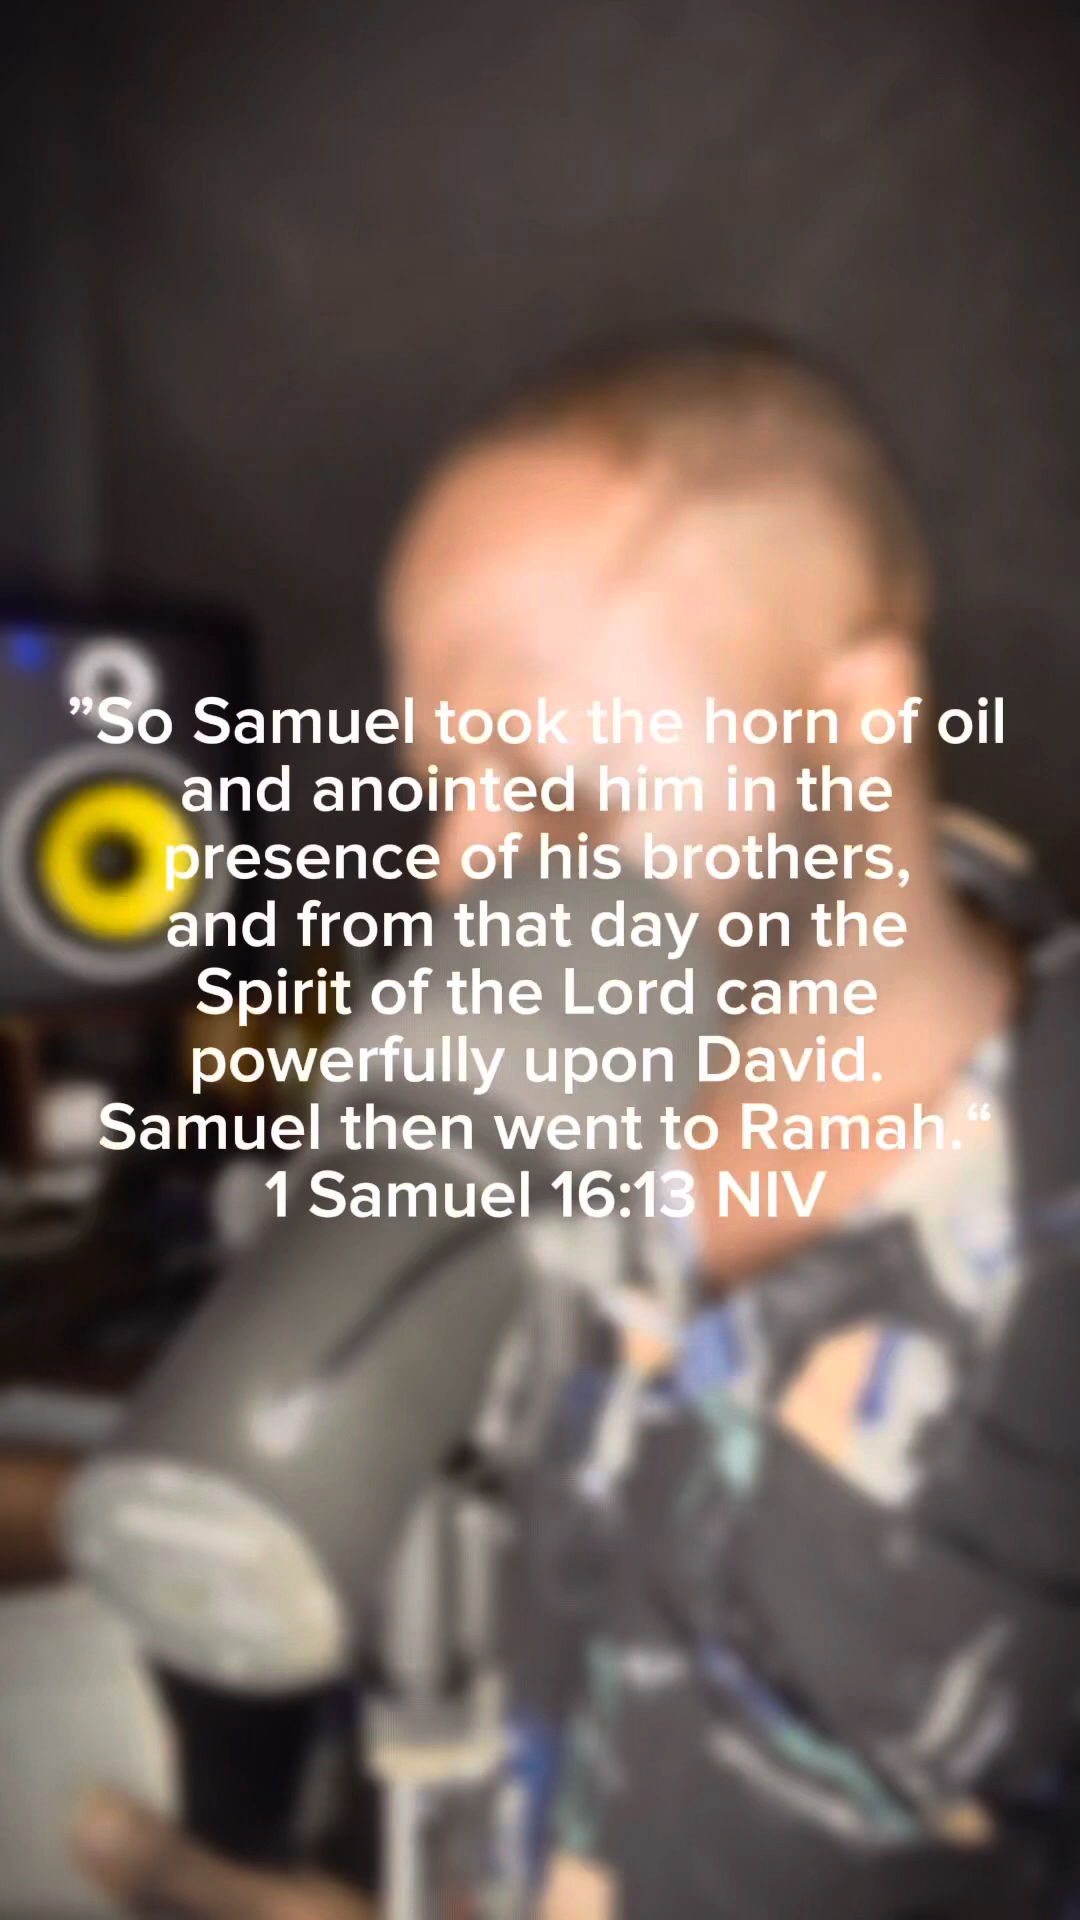 ”So Samuel took the horn of oil
and anointed him in the
presence of his brothers,
and from that day on the
Spirit of the Lord came
powerfully upon David.
Samuel then went to Ramah.“
1 Samuel 16:13 NIV